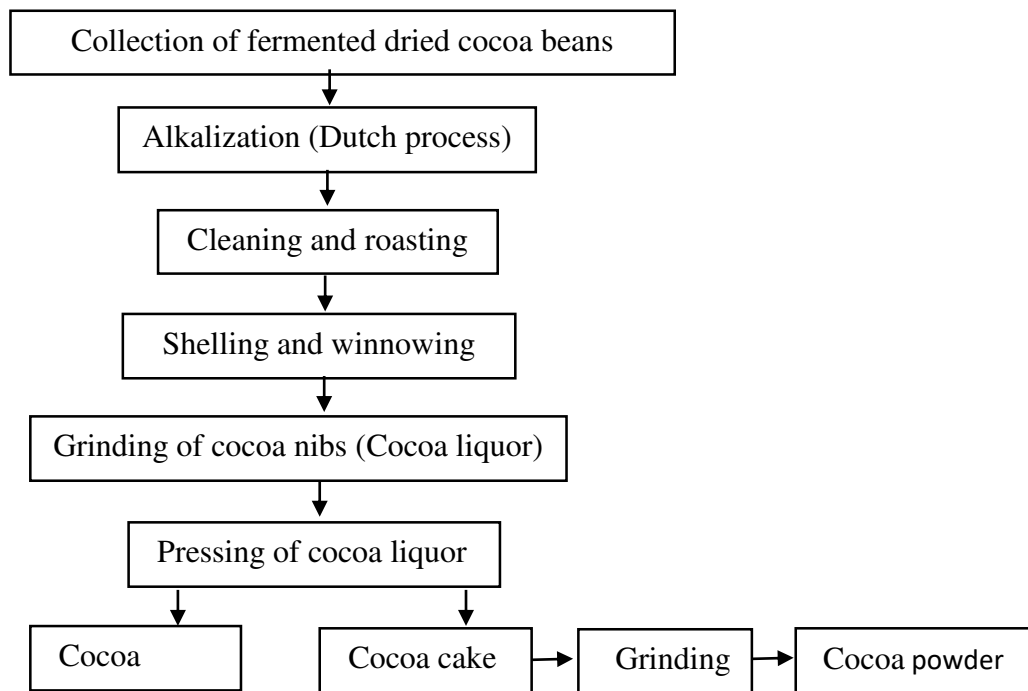 Collection of fermented dried cocoa beans
Alkalization (Dutch process)
Cleaning and roasting
Shelling and winnowing
Grinding of cocoa nibs (Cocoa liquor)
Pressing of cocoa liquor
Cocoa
Cocoa cake
Grinding
Cocoa powder